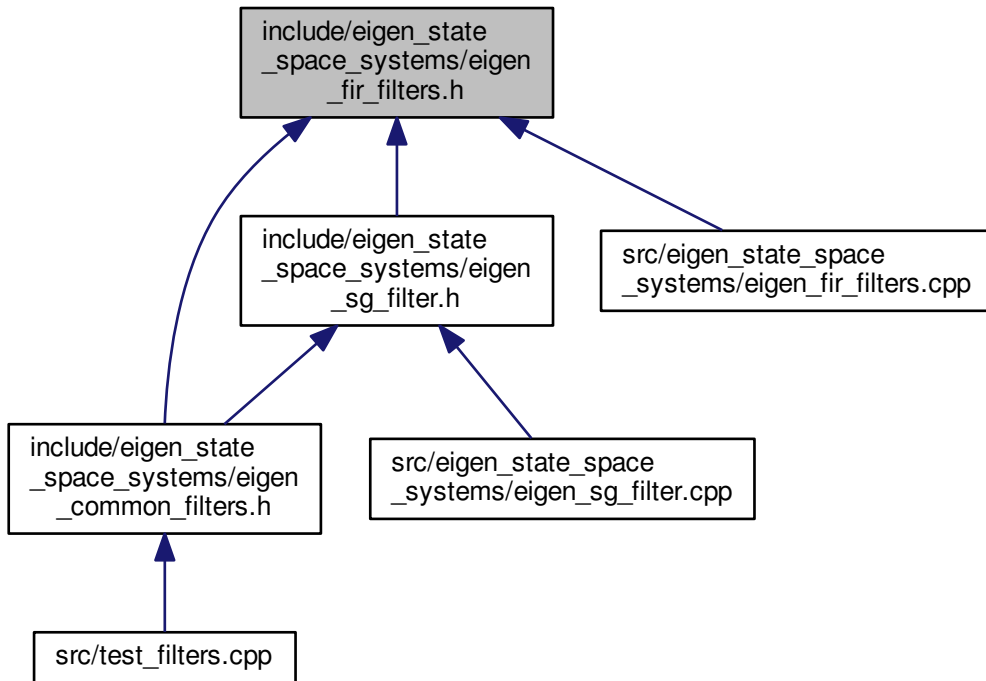 include/eigen_state
_space_systems/eigen
_fir_filters.h
include/eigen_state
_space_systems/eigen
_sg_filter.h
src/eigen_state_space
_systems/eigen_fir_filters.cpp
include/eigen_state
_space_systems/eigen
_common_filters.h
src/eigen_state_space
_systems/eigen_sg_filter.cpp
src/test_filters.cpp